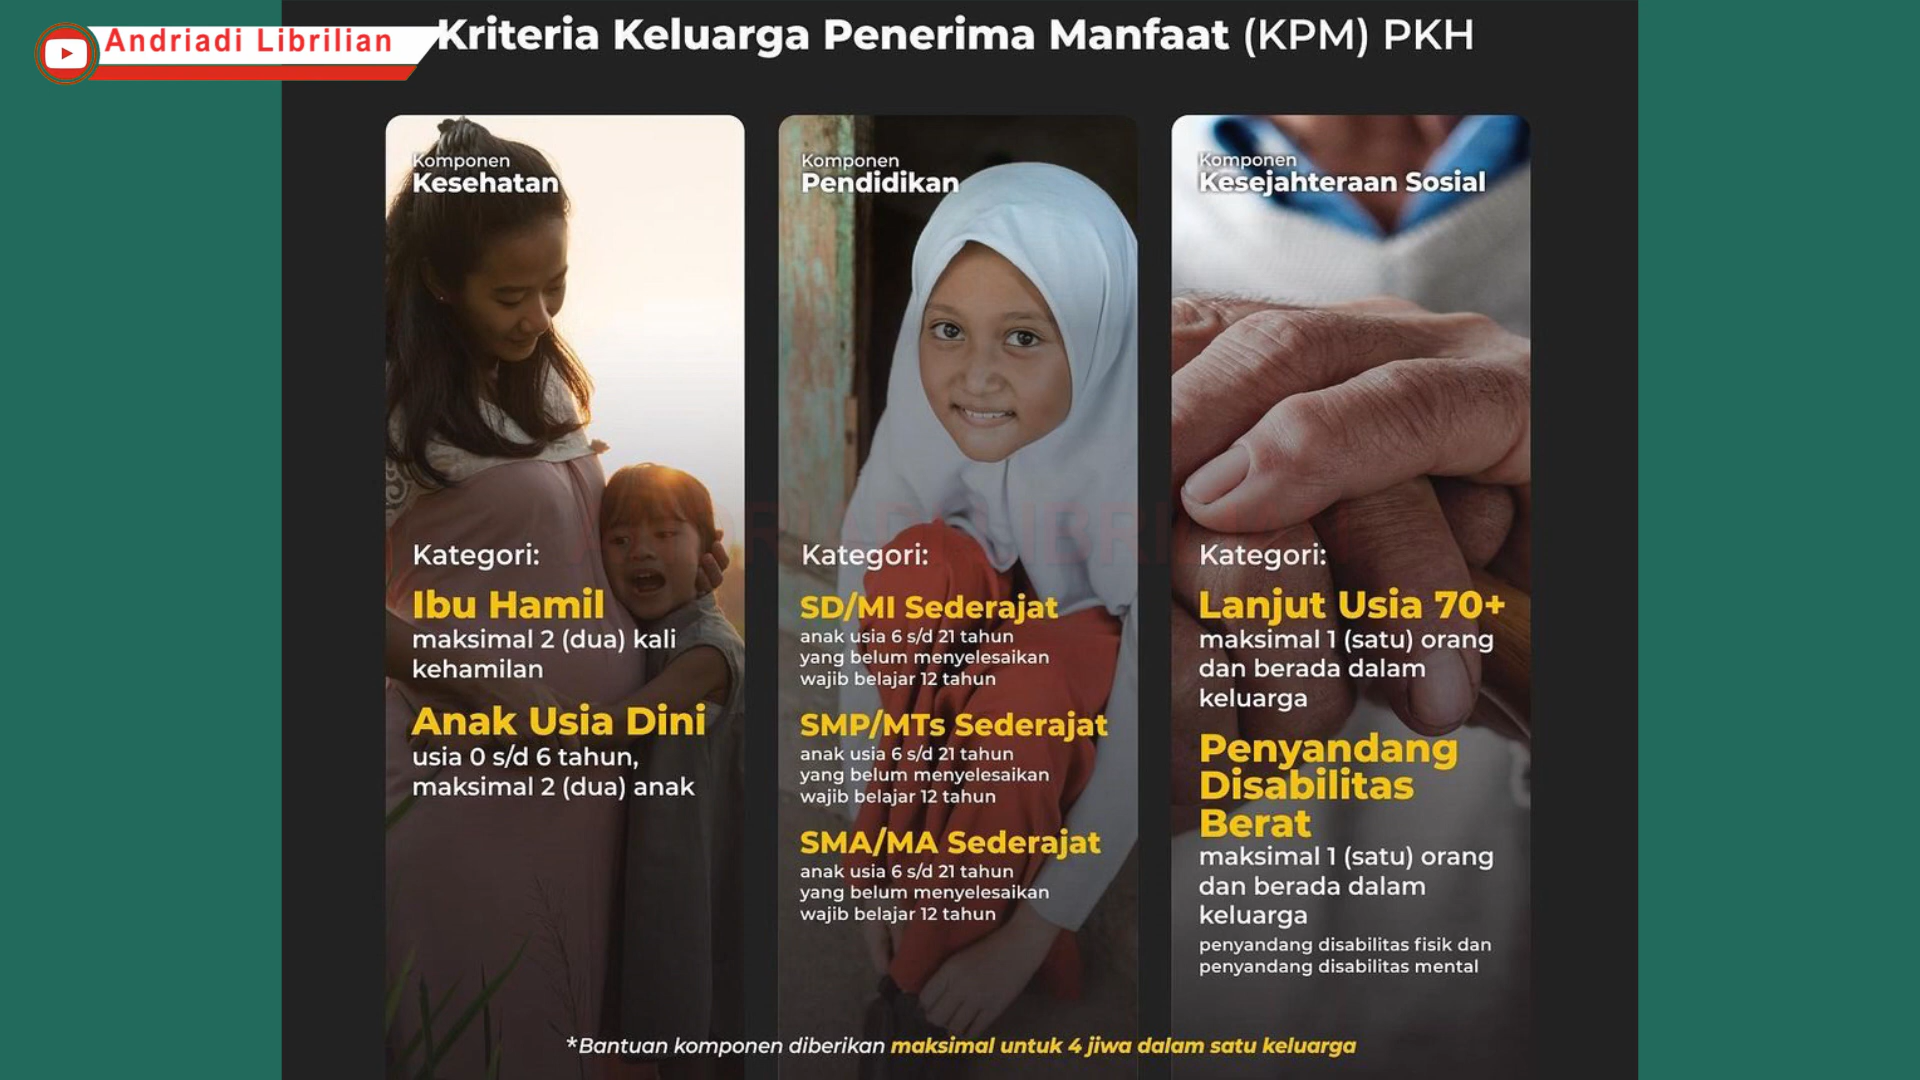 Andriadi Librilian
Kriteria Keluarga Penerima Manfaat (KPM) PKH
Komponen
Kesehatan
Kategori:
Ibu Hamil
maksimal 2 (dua) kali
kehamilan
Anak Usia Dini
usia 0 s/d 6 tahun,
maksimal 2 (dua) anak
Komponen
Pendidikan
Kategori:
SD/MI Sederajat
anak usia 6 s/d 21 tahun
yang belum menyelesaikan
wajib belajar 12 tahun
SMP/MTs Sederajat
anak usia 6 s/d 21 tahun
yang belum menyelesaikan
wajib belajar 12 tahun
SMA/MA Sederajat
anak usia 6 s/d 21 tahun
yang belum menyelesaikan
wajib belajar 12 tahun
Komponen
Kesejahteraan Sosial
Kategori:
Lanjut Usia 70+
maksimal 1 (satu) orang
dan berada dalam
keluarga
Penyandang
Disabilitas
Berat
maksimal 1 (satu) orang
dan berada dalam
keluarga
penyandang disabilitas fisik dan
penyandang disabilitas mental
ANDRIADI LIBRILIAN
*Bantuan komponen diberikan maksimal untuk 4 jiwa dalam satu keluarga